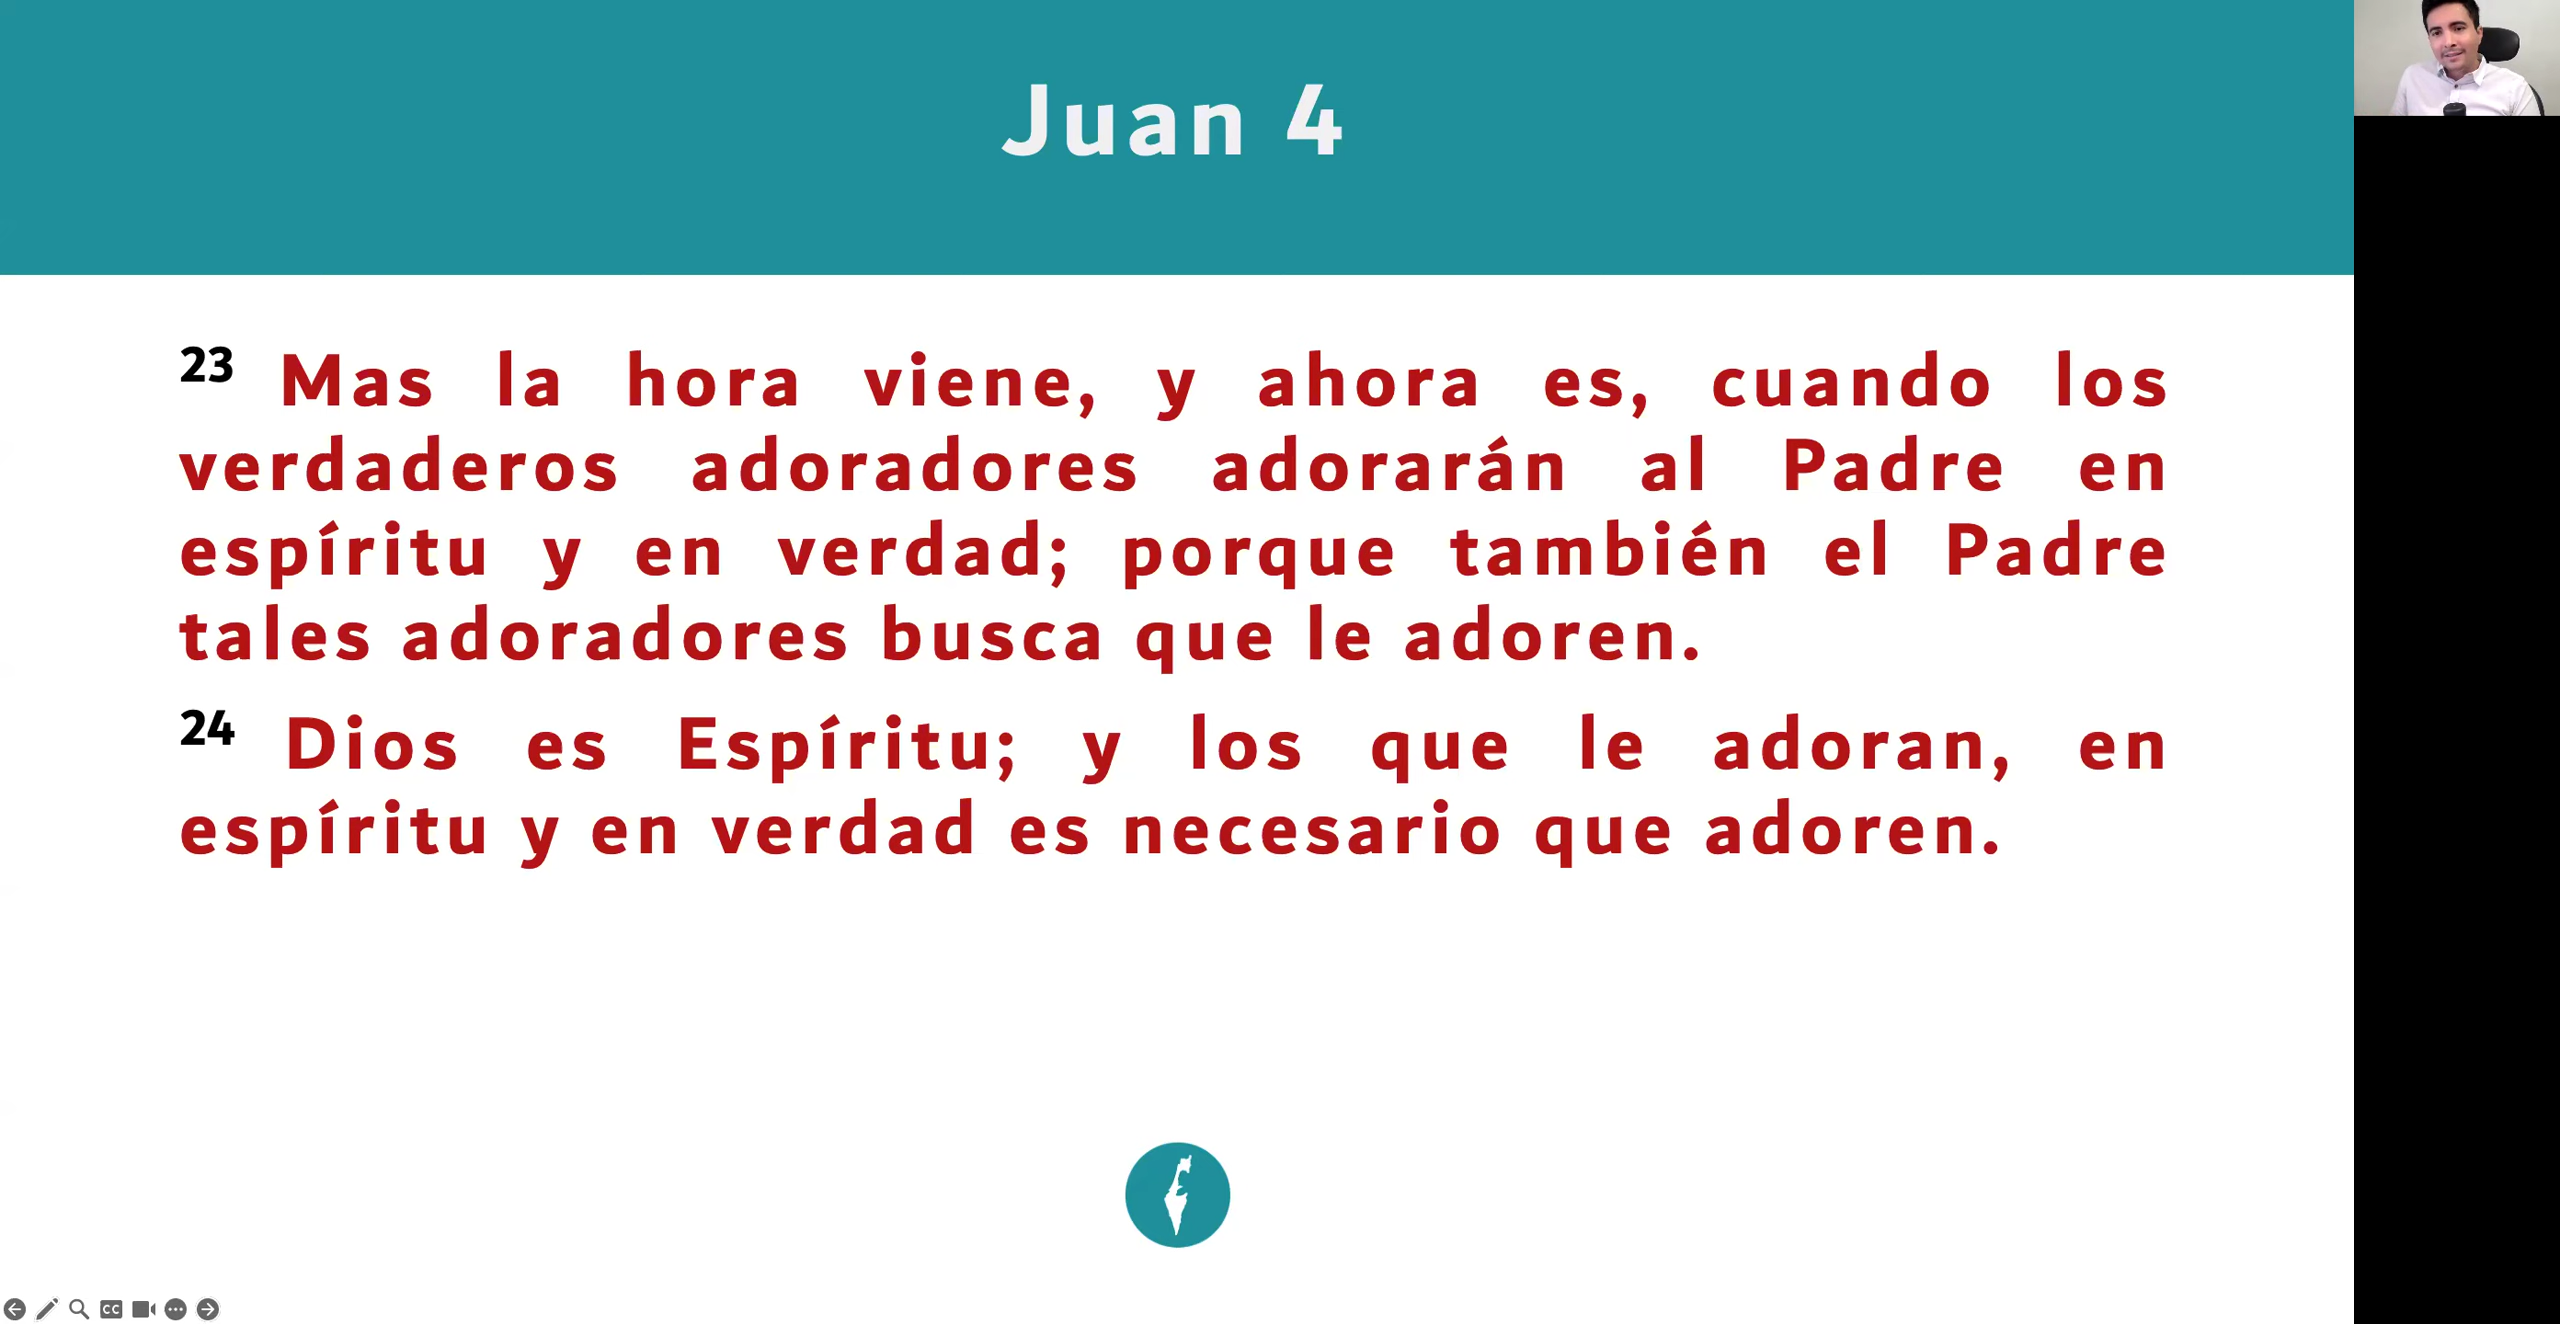 Juan 4
23 Mas la hora viene, y ahora es, cuando los
verdaderos adoradores adorarán al Padre en
espíritu y en verdad; porque también el Padre
tales adoradores busca que le adoren.
24 Dios es Espíritu; y los que le adoran, en
espíritu y en verdad es necesario que adoren.
CC